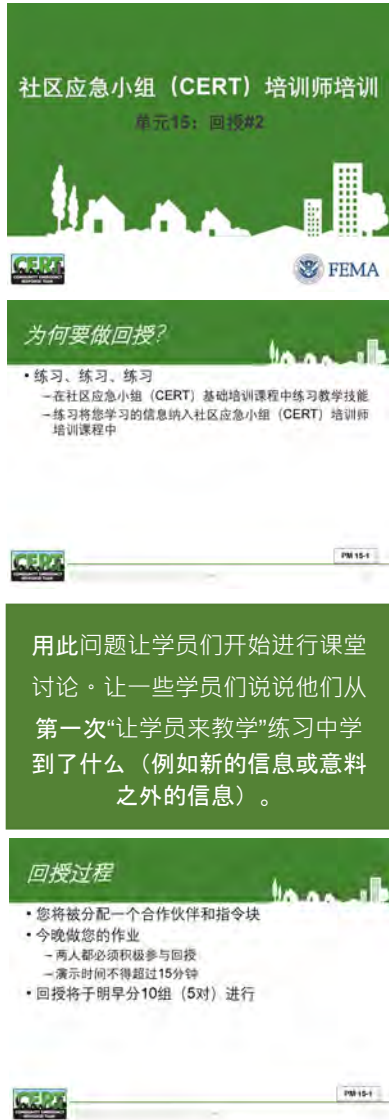 社区应急小组（CERT）培训师培训
单元15：回授#2
CERT
COMMUNITY EMERGENCY
RESPONSE TEAM
FEMA
为何要做回授？
• 练习、练习、练习
–在社区应急小组（CERT）基础培训课程中练习教学技能
–练习将您学习的信息纳入社区应急小组（CERT）培训师
培训课程中
CERT
PM 15-1
用此问题让学员们开始进行课堂
讨论。让一些学员们说说他们从
第一次“让学员来教学”练习中学
到了什么（例如新的信息或意料
之外的信息）。
回授过程
• 您将被分配一个合作伙伴和指令块
• 今晚做您的作业
–两人都必须积极参与回授
–演示时间不得超过15分钟
• 回授将于明早分10组（5对）进行
CERT
PM 15-1